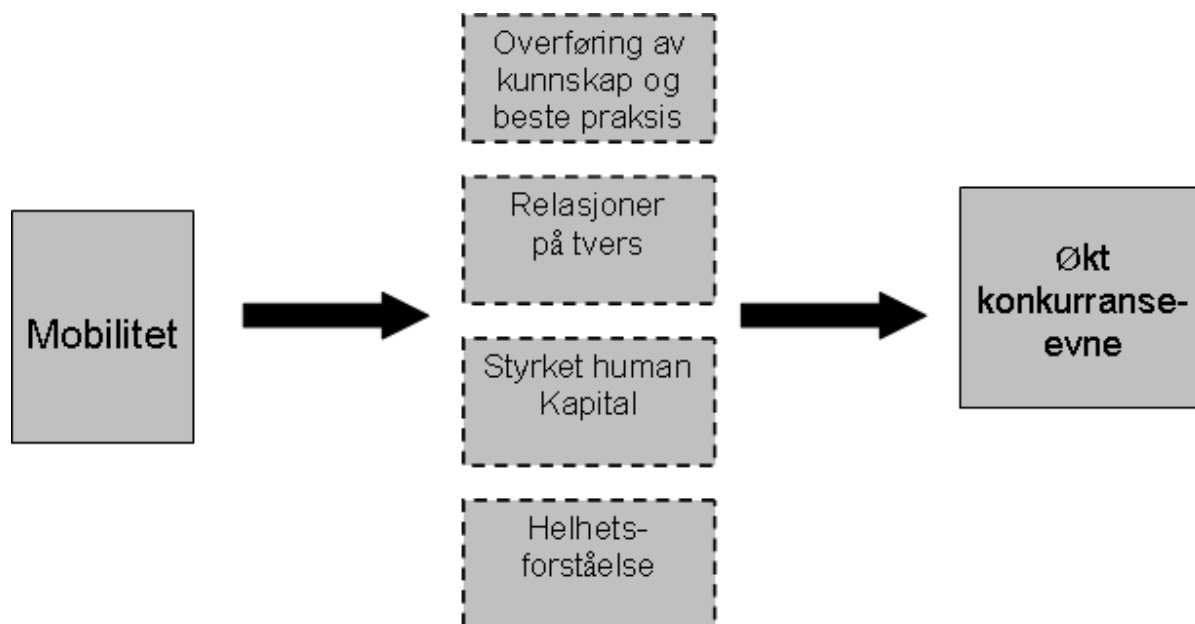 Mobilitet
Overføring av
kunnskap og
beste praksis
Relasjoner
på tvers
Styrket human
Kapital
Helhets-
forståelse
Økt
konkurranse-
evne